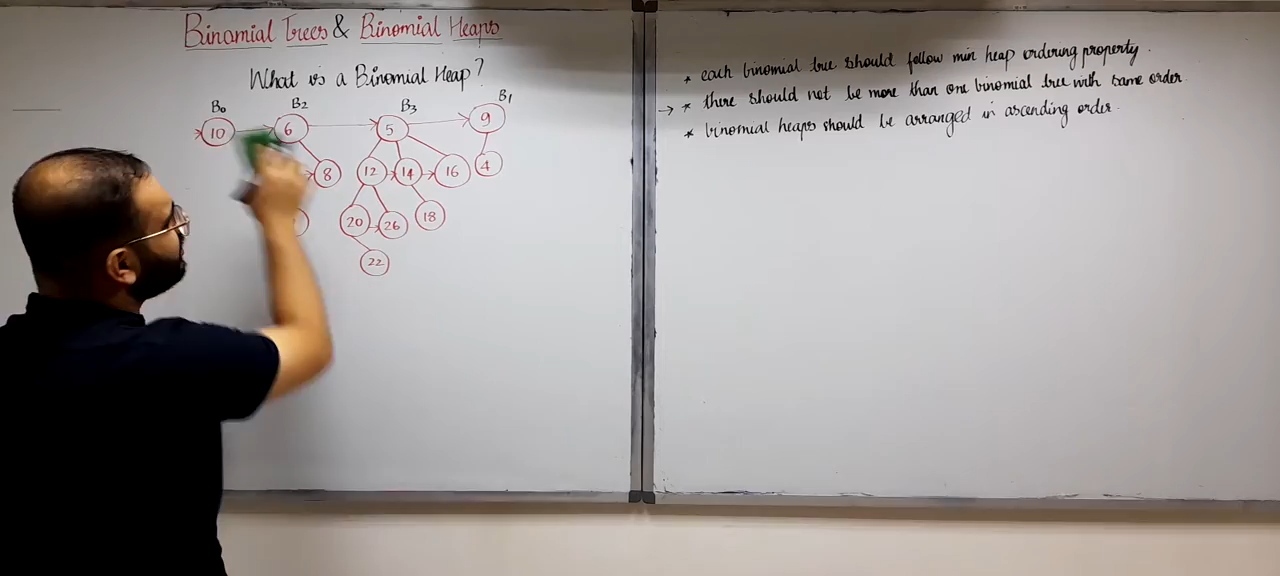 Binomial Trees & Binomial Heaps
What is a Binomial Heap?
B0 B2 B3 B1
10 6 5 9
8 12 14 16 4
20 26 18
22
* each binomial tree should follow min heap ordering property.
→ * there should not be more than one binomial tree with same order
* binomial heaps should be arranged in ascending order.